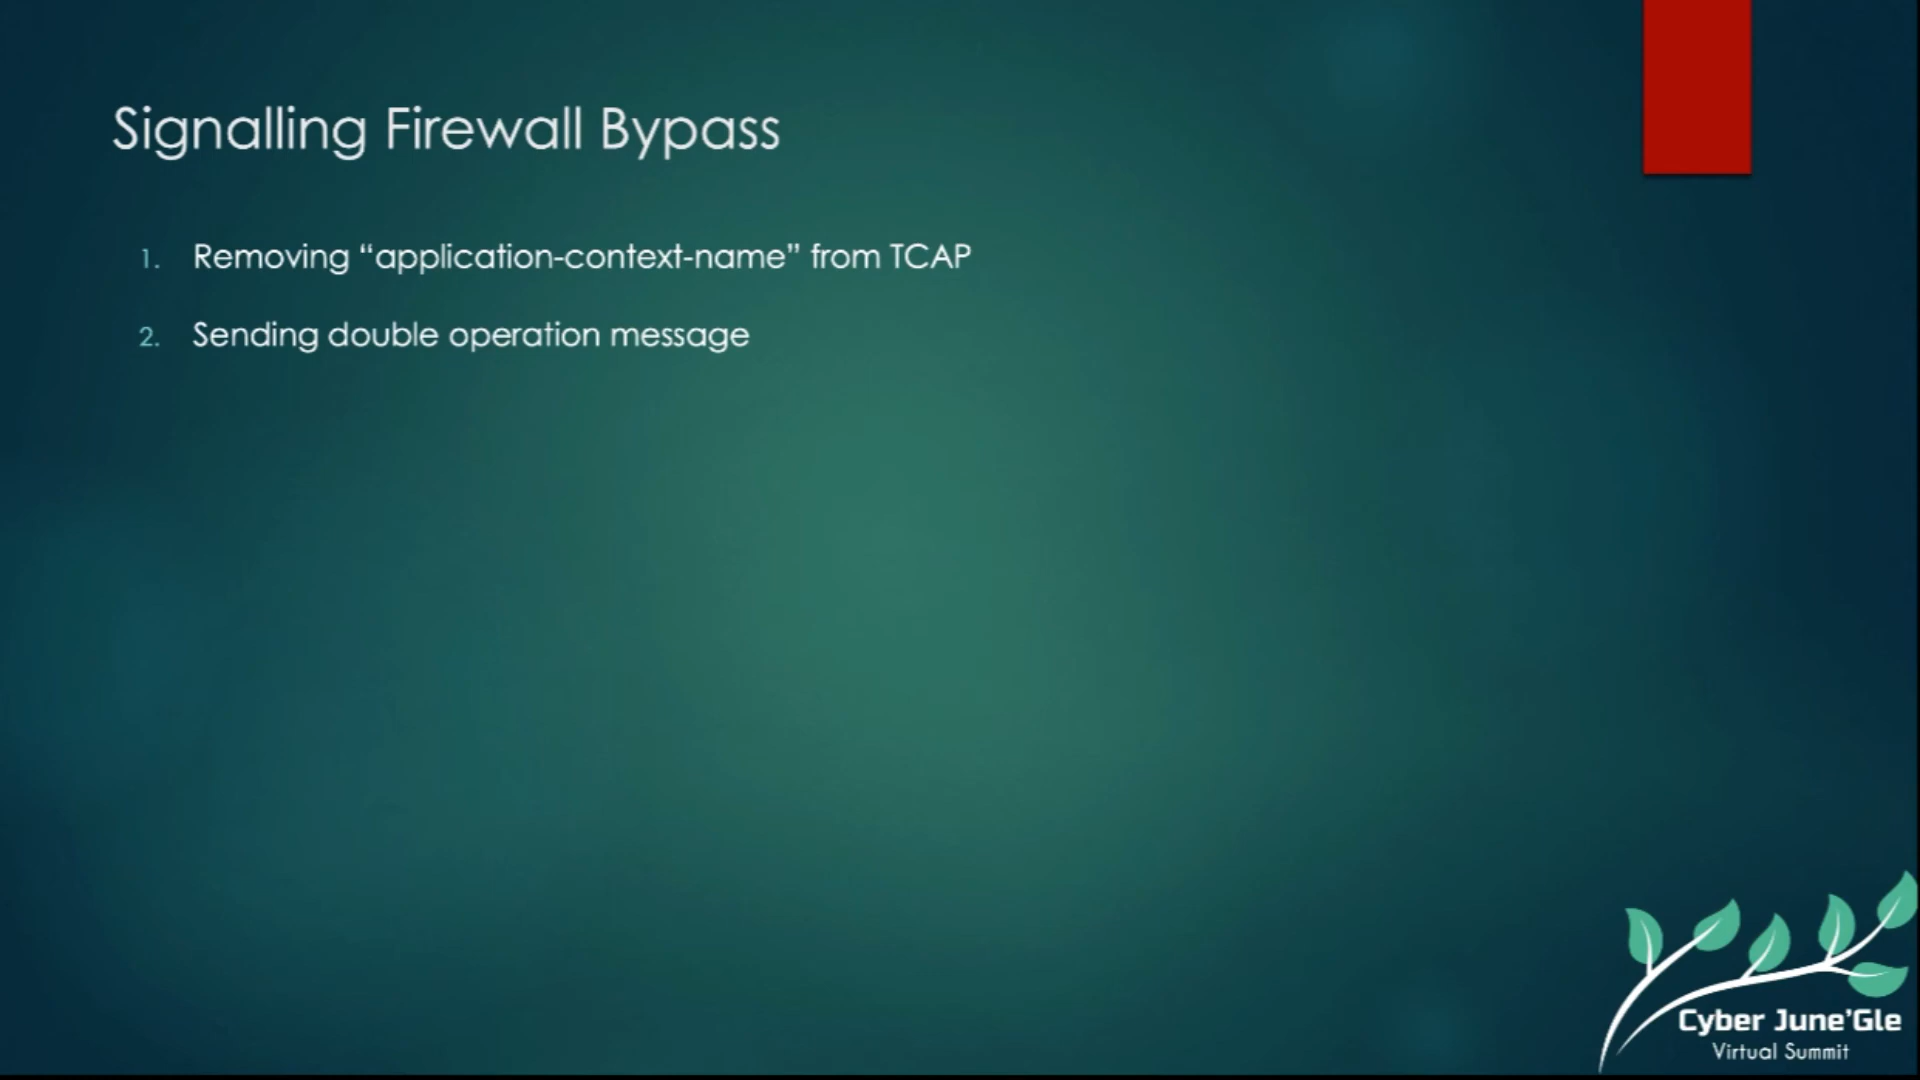 Signalling Firewall Bypass
1. Removing “application-context-name” from TCAP
2. Sending double operation message
Cyber June’Gle
Virtual Summit